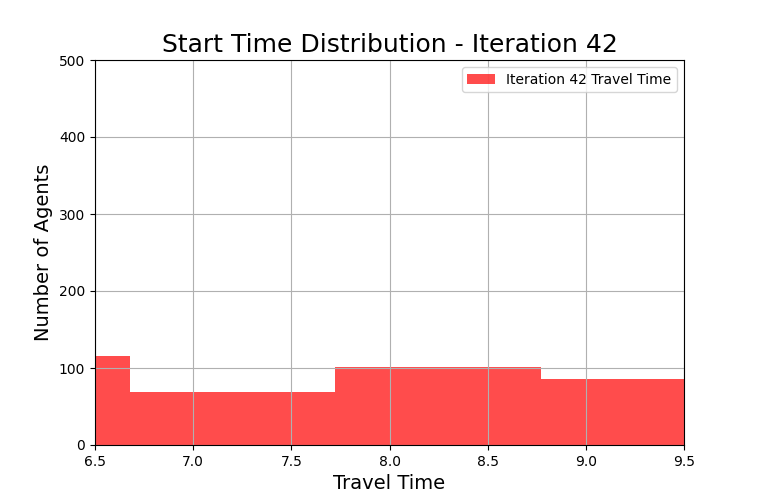 Start Time Distribution - Iteration 42
Iteration 42 Travel Time
Number of Agents
500
400
300
200
100
0
6.5 7.0 7.5 8.0 8.5 9.0 9.5
Travel Time